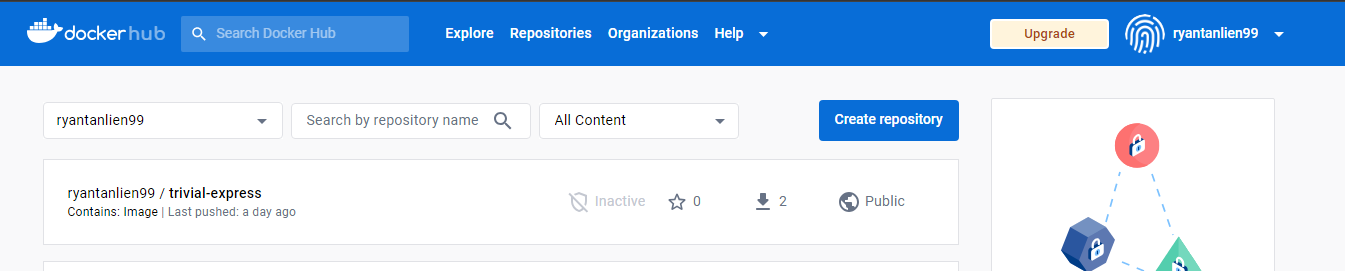 docker hub
Search Docker Hub
Explore Repositories Organizations Help
Upgrade
ryantanlien99
ryantanlien99
Search by repository name
All Content
Create repository
ryantanlien99 / trivial-express
Contains: Image | Last pushed: a day ago
Inactive
0
2
Public